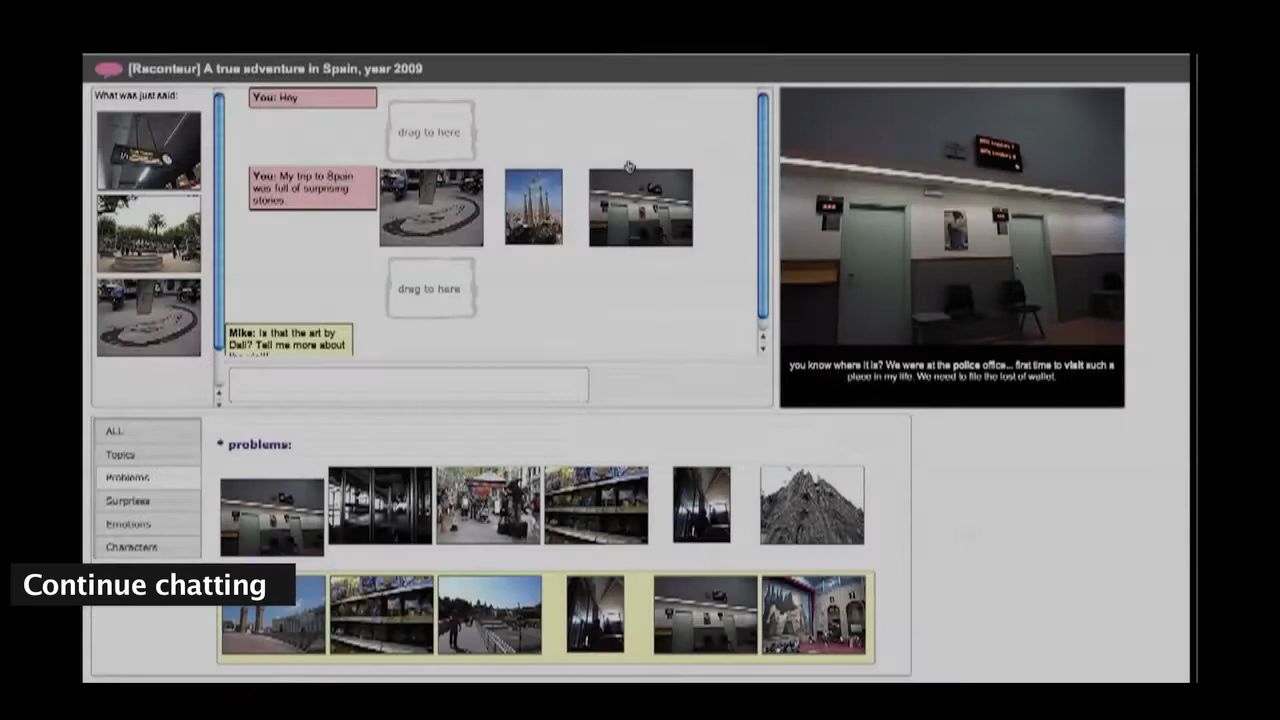 [Raconteur] A true adventure in Spain, year 2009
What was just said:
You: Hey
drag to here
You: My trip to Spain
was full of surprising
stories.
drag to here
Mike: Is that the art by
Dali? Tell me more about
you know where it is? We were at the police office... first time to visit such a
place in my life. We need to file the lost of wallet.
ALL
Topics
Problems
Surprises
Emotions
Characters
* problems:
Continue chatting